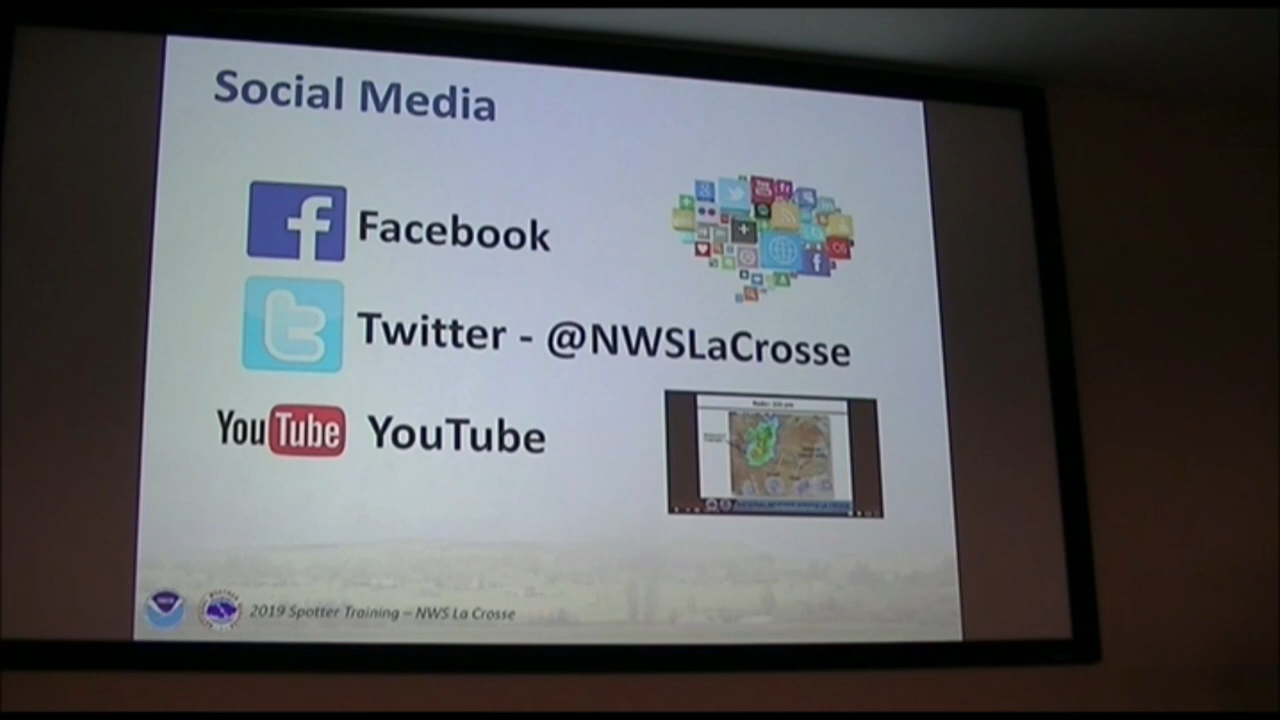 Social Media
f Facebook
t Twitter - @NWSLaCrosse
YouTube YouTube
2019 Spotter Training – NWS La Crosse